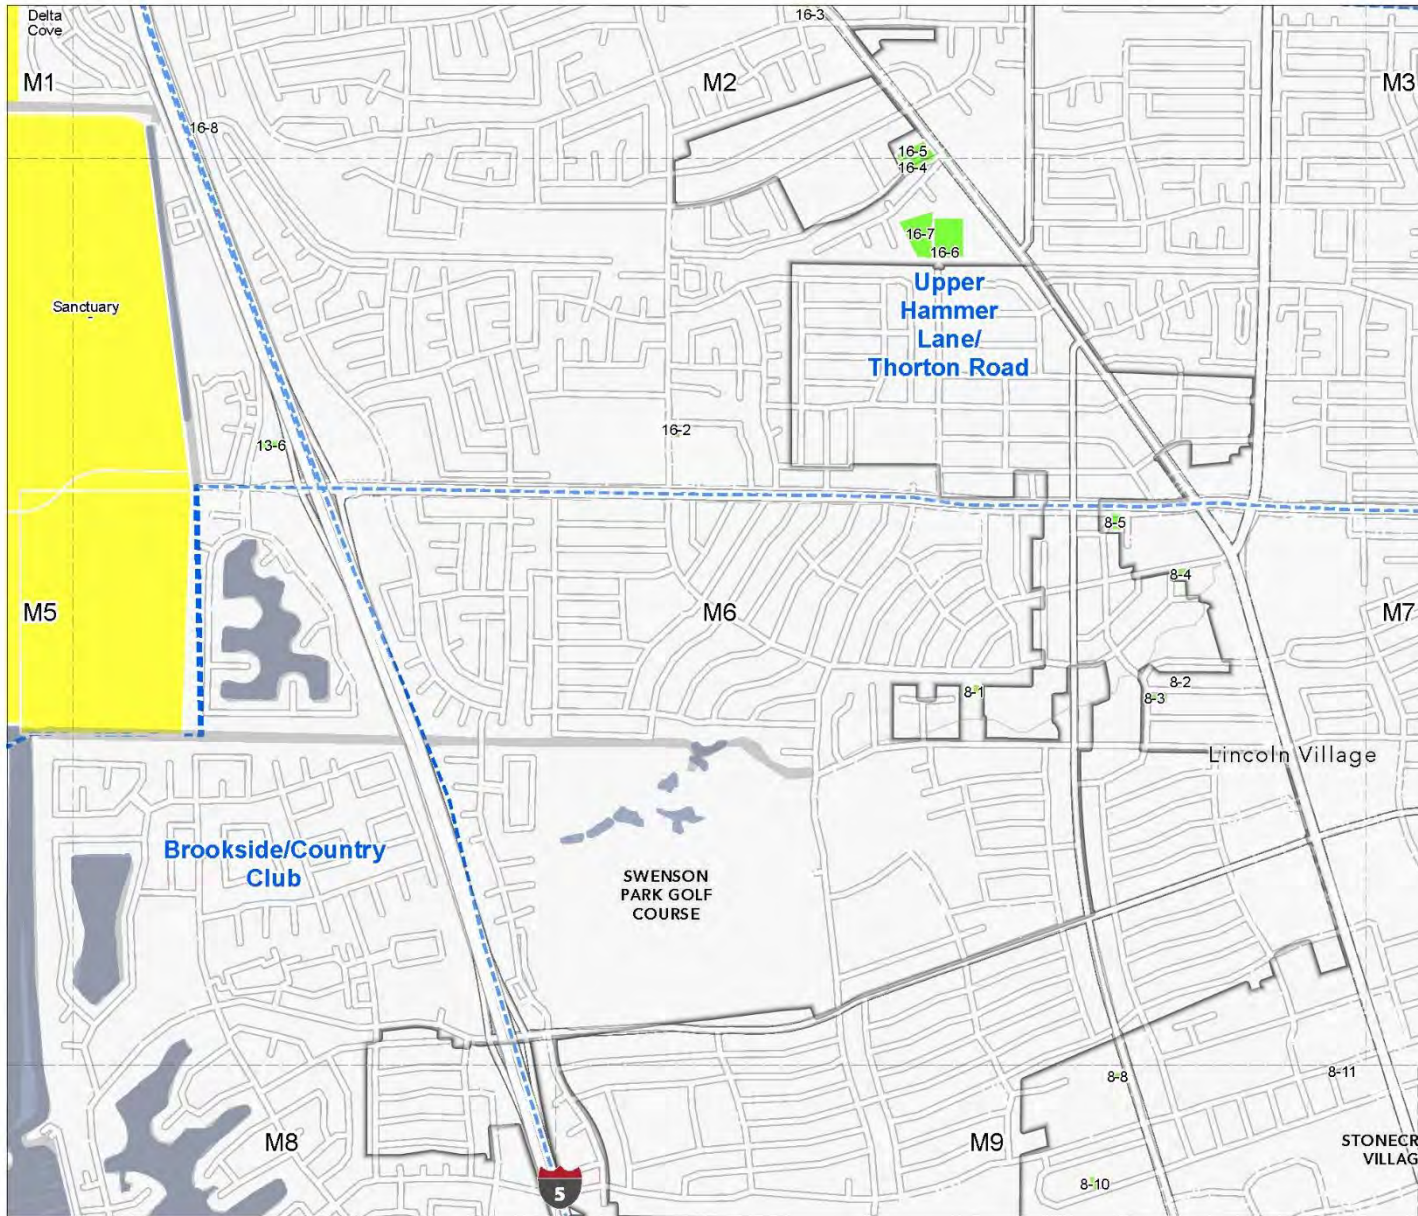 Delta
Cove
16-3
M1
M2
M3
16-8
16-5
16-4
16-7
16-6
Sanctuary
Upper
Hammer
Lane/
Thorton Road
16-2
13-6
8-5
8-4
M5
M6
M7
8-2
8-1
8-3
Lincoln Village
Brookside/Country
Club
SWENSON
PARK GOLF
COURSE
8-8
8-11
M8
M9
STONECR
VILLAG
8-10
5